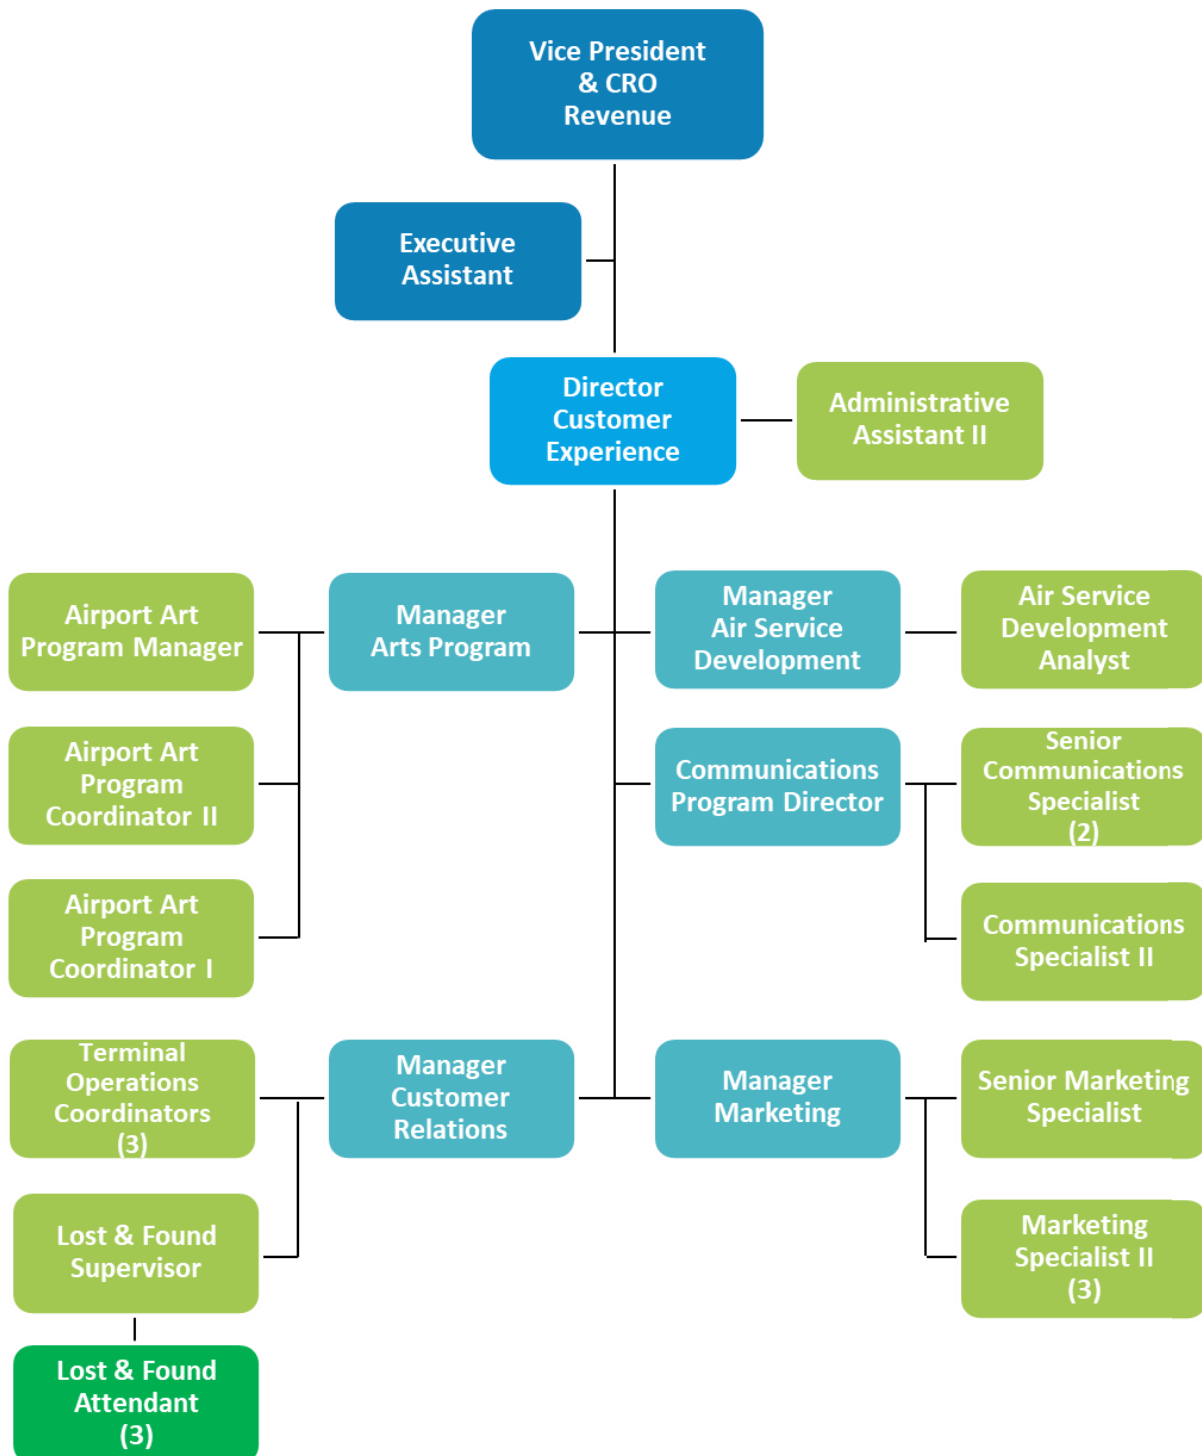 Vice President
& CRO
Revenue
Executive
Assistant
Director
Customer
Experience
Administrative
Assistant II
Airport Art
Program Manager
Manager
Arts Program
Manager
Air Service
Development
Air Service
Development
Analyst
Airport Art
Program
Coordinator II
Communications
Program Director
Senior
Communications
Specialist
(2)
Airport Art
Program
Coordinator I
Communications
Specialist II
Terminal
Operations
Coordinators
(3)
Manager
Customer
Relations
Manager
Marketing
Senior Marketing
Specialist
Lost & Found
Supervisor
Marketing
Specialist II
(3)
Lost & Found
Attendant
(3)